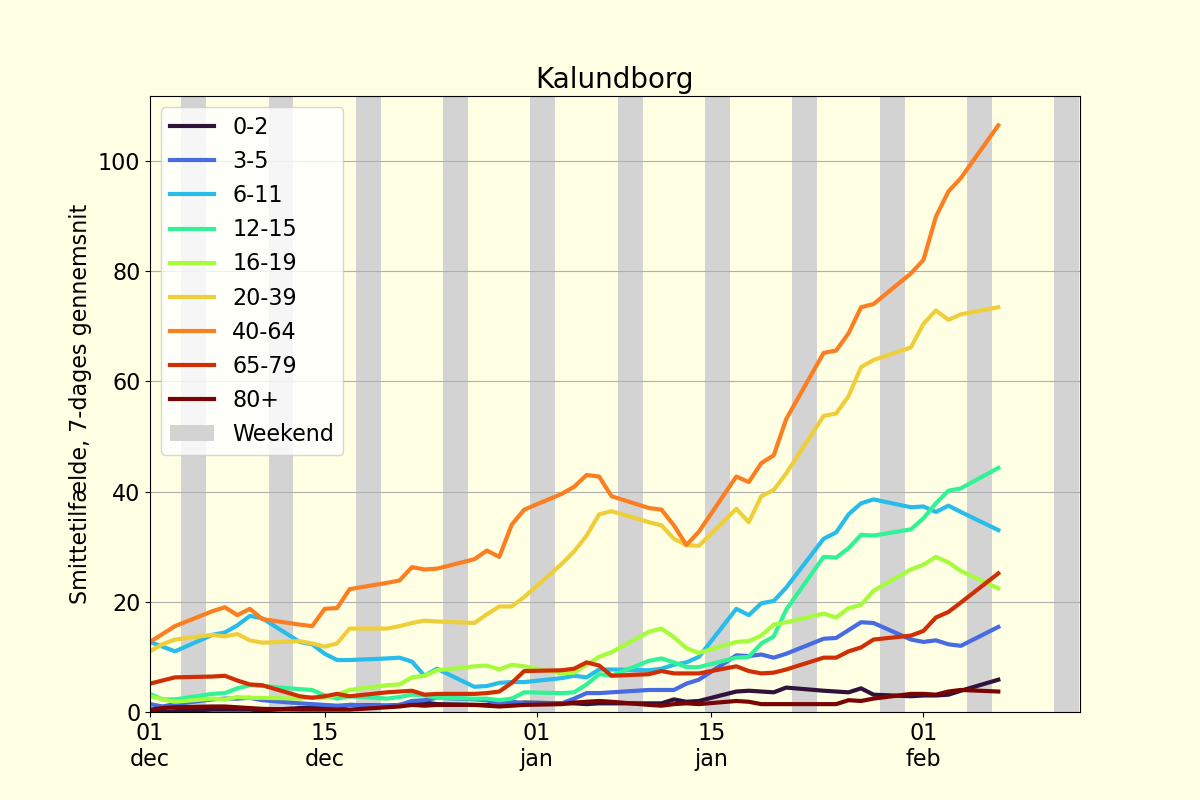 Kalundborg
Smittetilfælde, 7-dages gennemsnit
100
80
60
40
20
0
0-2
3-5
6-11
12-15
16-19
20-39
40-64
65-79
80+
Weekend
01 dec
15 dec
01 jan
15 jan
01 feb